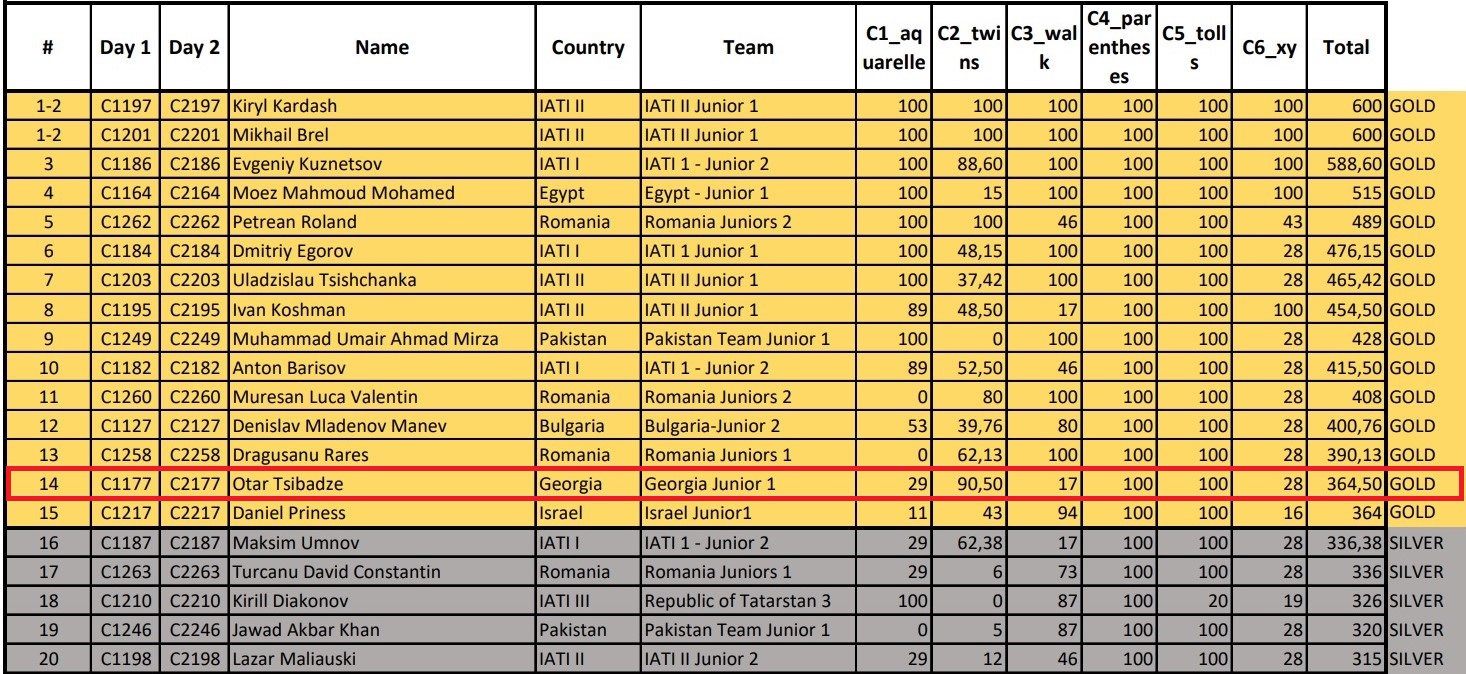 # Day 1 Day 2 Name Country Team C1_aquarelle C2_twins C3_walk C4_parentheses C5_tolls C6_xy Total
1-2 C1197 C2197 Kiryl Kardash IATI II IATI II Junior 1 100 100 100 100 100 100 600 GOLD
1-2 C1201 C2201 Mikhail Brel IATI II IATI II Junior 1 100 100 100 100 100 100 600 GOLD
3 C1186 C2186 Evgeniy Kuznetsov IATI I IATI 1 - Junior 2 100 88,60 100 100 100 100 588,60 GOLD
4 C1164 C2164 Moez Mahmoud Mohamed Egypt Egypt - Junior 1 100 15 100 100 100 100 515 GOLD
5 C1262 C2262 Petrean Roland Romania Romania Juniors 2 100 100 46 100 100 43 489 GOLD
6 C1184 C2184 Dmitriy Egorov IATI I IATI 1 Junior 1 100 48,15 100 100 100 28 476,15 GOLD
7 C1203 C2203 Uladzislau Tsishchanka IATI II IATI II Junior 1 100 37,42 100 100 100 28 465,42 GOLD
8 C1195 C2195 Ivan Koshman IATI II IATI II Junior 1 89 48,50 17 100 100 100 454,50 GOLD
9 C1249 C2249 Muhammad Umair Ahmad Mirza Pakistan Pakistan Team Junior 1 100 0 100 100 100 28 428 GOLD
10 C1182 C2182 Anton Barisov IATI I IATI 1 - Junior 2 89 52,50 46 100 100 28 415,50 GOLD
11 C1260 C2260 Muresan Luca Valentin Romania Romania Juniors 2 0 80 100 100 100 28 408 GOLD
12 C1127 C2127 Denislav Mladenov Manev Bulgaria Bulgaria-Junior 2 53 39,76 80 100 100 28 400,76 GOLD
13 C1258 C2258 Dragusanu Rares Romania Romania Juniors 1 0 62,13 100 100 100 28 390,13 GOLD
14 C1177 C2177 Otar Tsibadze Georgia Georgia Junior 1 29 90,50 17 100 100 28 364,50 GOLD
15 C1217 C2217 Daniel Priness Israel Israel Junior1 11 43 94 100 100 16 364 GOLD
16 C1187 C2187 Maksim Umnov IATI I IATI 1 - Junior 2 29 62,38 17 100 100 28 336,38 SILVER
17 C1263 C2263 Turcanu David Constantin Romania Romania Juniors 1 29 6 73 100 100 28 336 SILVER
18 C1210 C2210 Kirill Diakonov IATI III Republic of Tatarstan 3 100 0 87 100 20 19 326 SILVER
19 C1246 C2246 Jawad Akbar Khan Pakistan Pakistan Team Junior 1 0 5 87 100 100 28 320 SILVER
20 C1198 C2198 Lazar Maliauski IATI II IATI II Junior 2 29 12 46 100 100 28 315 SILVER